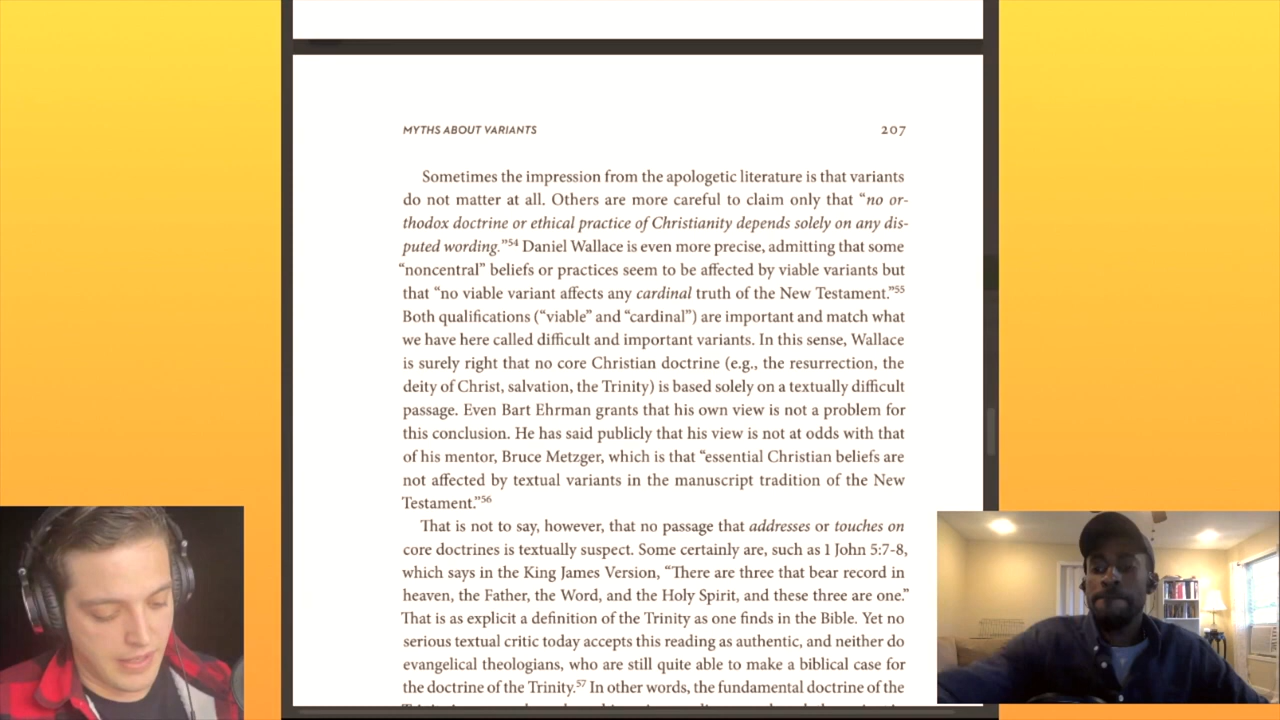 MYTHS ABOUT VARIANTS 207
Sometimes the impression from the apologetic literature is that variants
do not matter at all. Others are more careful to claim only that “no or-
thodox doctrine or ethical practice of Christianity depends solely on any dis-
puted wording.”54 Daniel Wallace is even more precise, admitting that some
“noncentral” beliefs or practices seem to be affected by viable variants but
that “no viable variant affects any cardinal truth of the New Testament.”55
Both qualifications (“viable” and “cardinal”) are important and match what
we have here called difficult and important variants. In this sense, Wallace
is surely right that no core Christian doctrine (e.g., the resurrection, the
deity of Christ, salvation, the Trinity) is based solely on a textually difficult
passage. Even Bart Ehrman grants that his own view is not a problem for
this conclusion. He has said publicly that his view is not at odds with that
of his mentor, Bruce Metzger, which is that “essential Christian beliefs are
not affected by textual variants in the manuscript tradition of the New
Testament.”56
That is not to say, however, that no passage that addresses or touches on
core doctrines is textually suspect. Some certainly are, such as 1 John 5:7-8,
which says in the King James Version, “There are three that bear record in
heaven, the Father, the Word, and the Holy Spirit, and these three are one.”
That is as explicit a definition of the Trinity as one finds in the Bible. Yet no
serious textual critic today accepts this reading as authentic, and neither do
evangelical theologians, who are still quite able to make a biblical case for
the doctrine of the Trinity.57 In other words, the fundamental doctrine of the